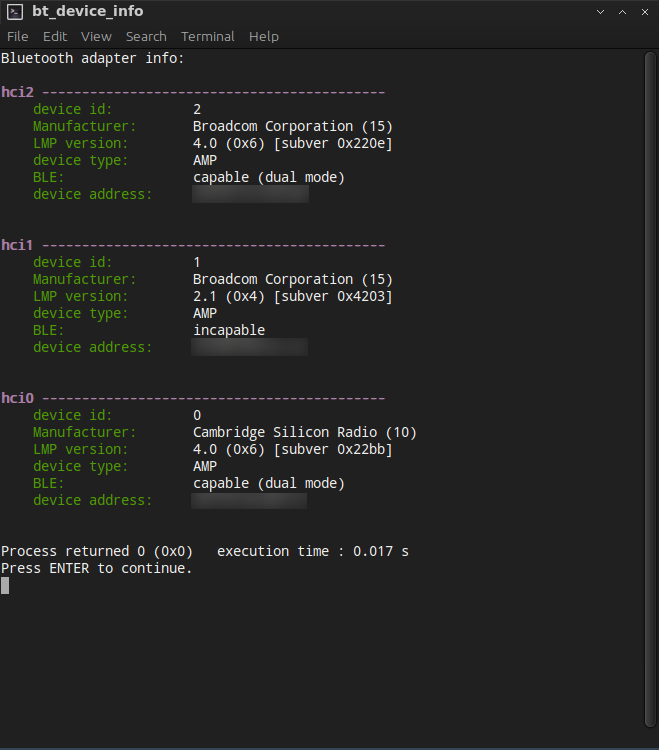 bt_device_info
File Edit View Search Terminal Help
Bluetooth adapter info:
hci2 -------------------------------------------
device id: 2
Manufacturer: Broadcom Corporation (15)
LMP version: 4.0 (0x6) [subver 0x220e]
device type: AMP
BLE: capable (dual mode)
device address:
hci1 -------------------------------------------
device id: 1
Manufacturer: Broadcom Corporation (15)
LMP version: 2.1 (0x4) [subver 0x4203]
device type: AMP
BLE: incapable
device address:
hci0 -------------------------------------------
device id: 0
Manufacturer: Cambridge Silicon Radio (10)
LMP version: 4.0 (0x6) [subver 0x22bb]
device type: AMP
BLE: capable (dual mode)
device address:
Process returned 0 (0x0)   execution time : 0.017 s
Press ENTER to continue.